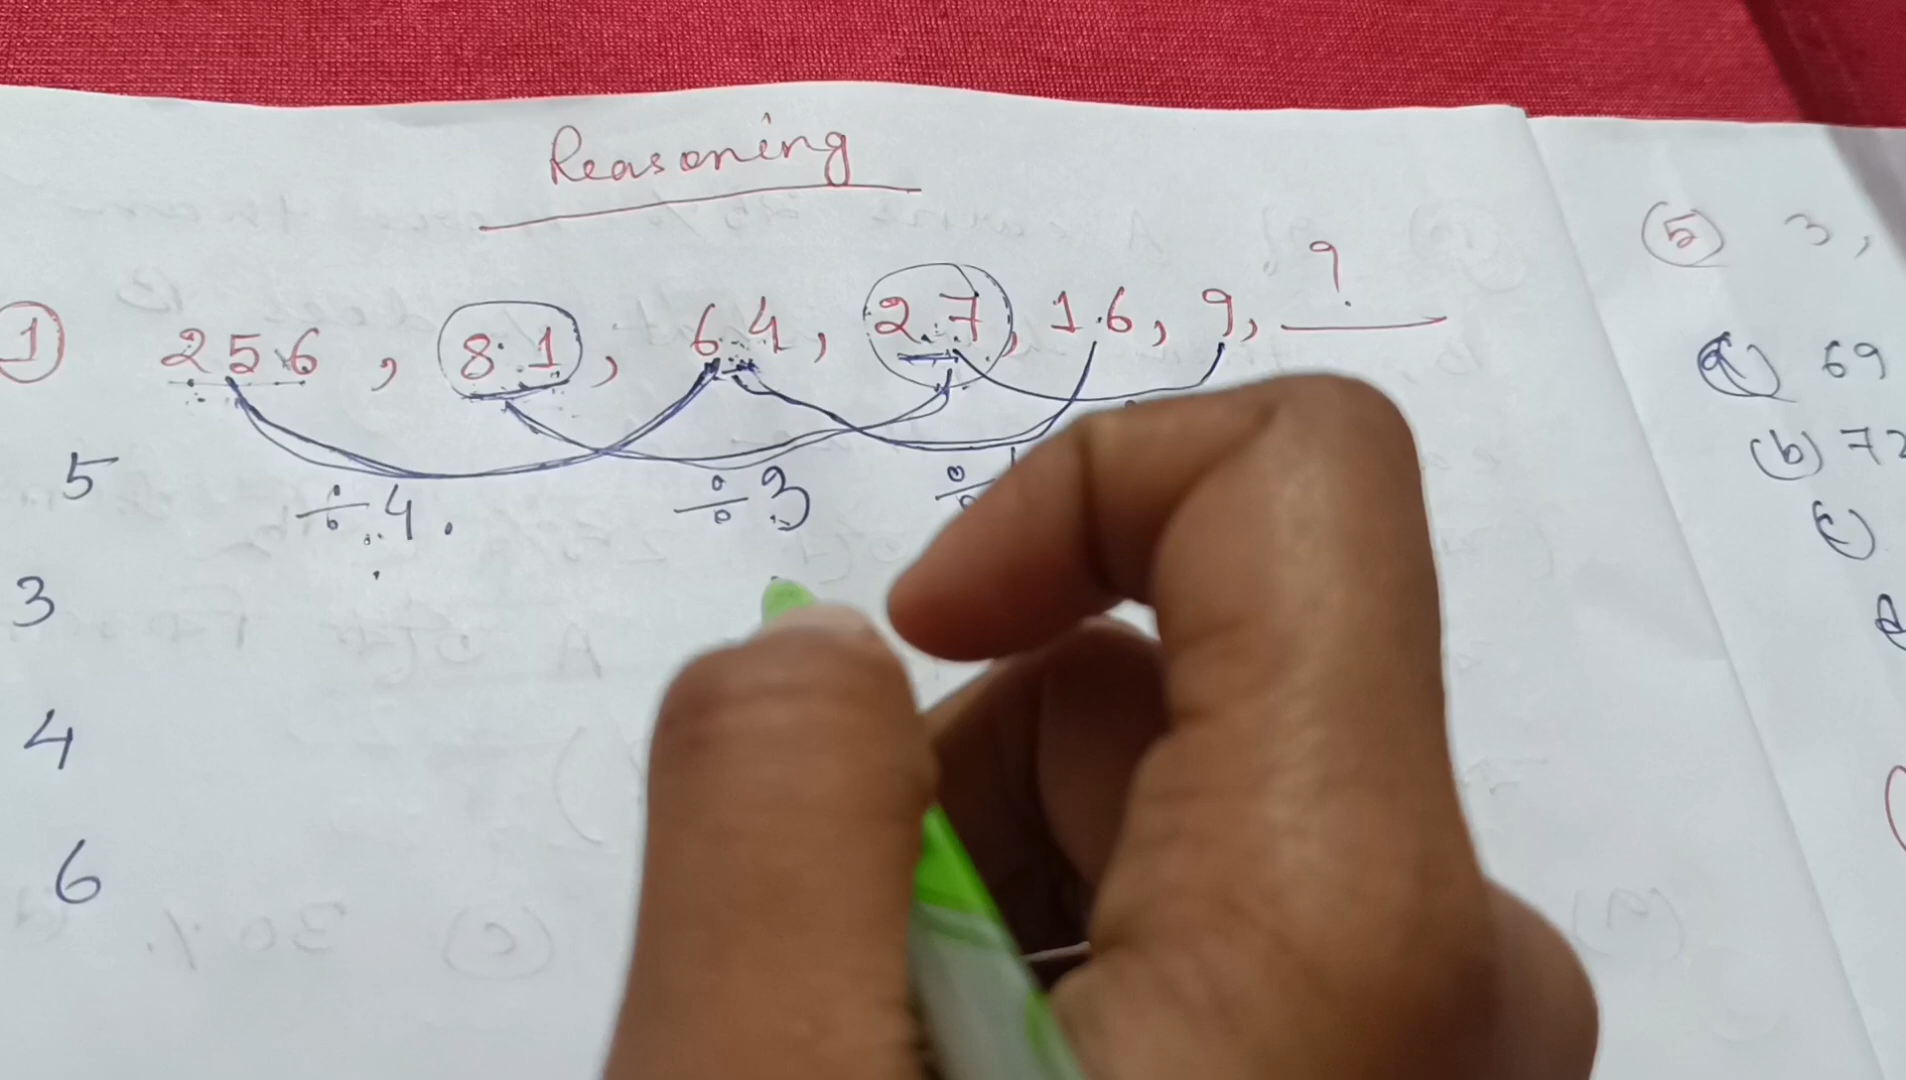 Reasoning
1 256, 81, 64, 27, 16, 9, ?
÷4. ÷3 ÷
5
3
4
6
5 3,
(a) 69
(b) 72
(c)